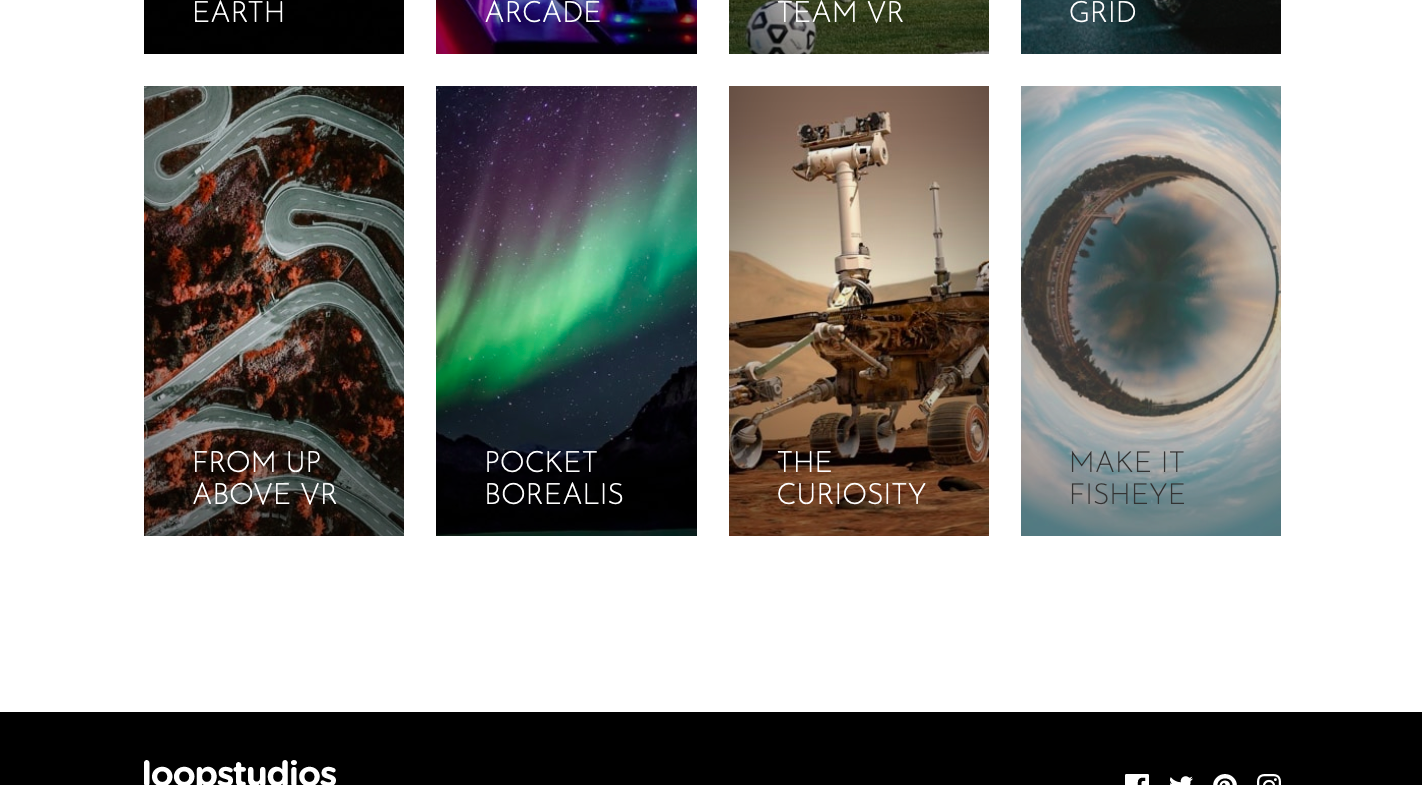 EARTH
ARCADE
TEAM VR
GRID
FROM UP
ABOVE VR
POCKET
BOREALIS
THE
CURIOSITY
MAKE IT
FISHEYE
loopstudios